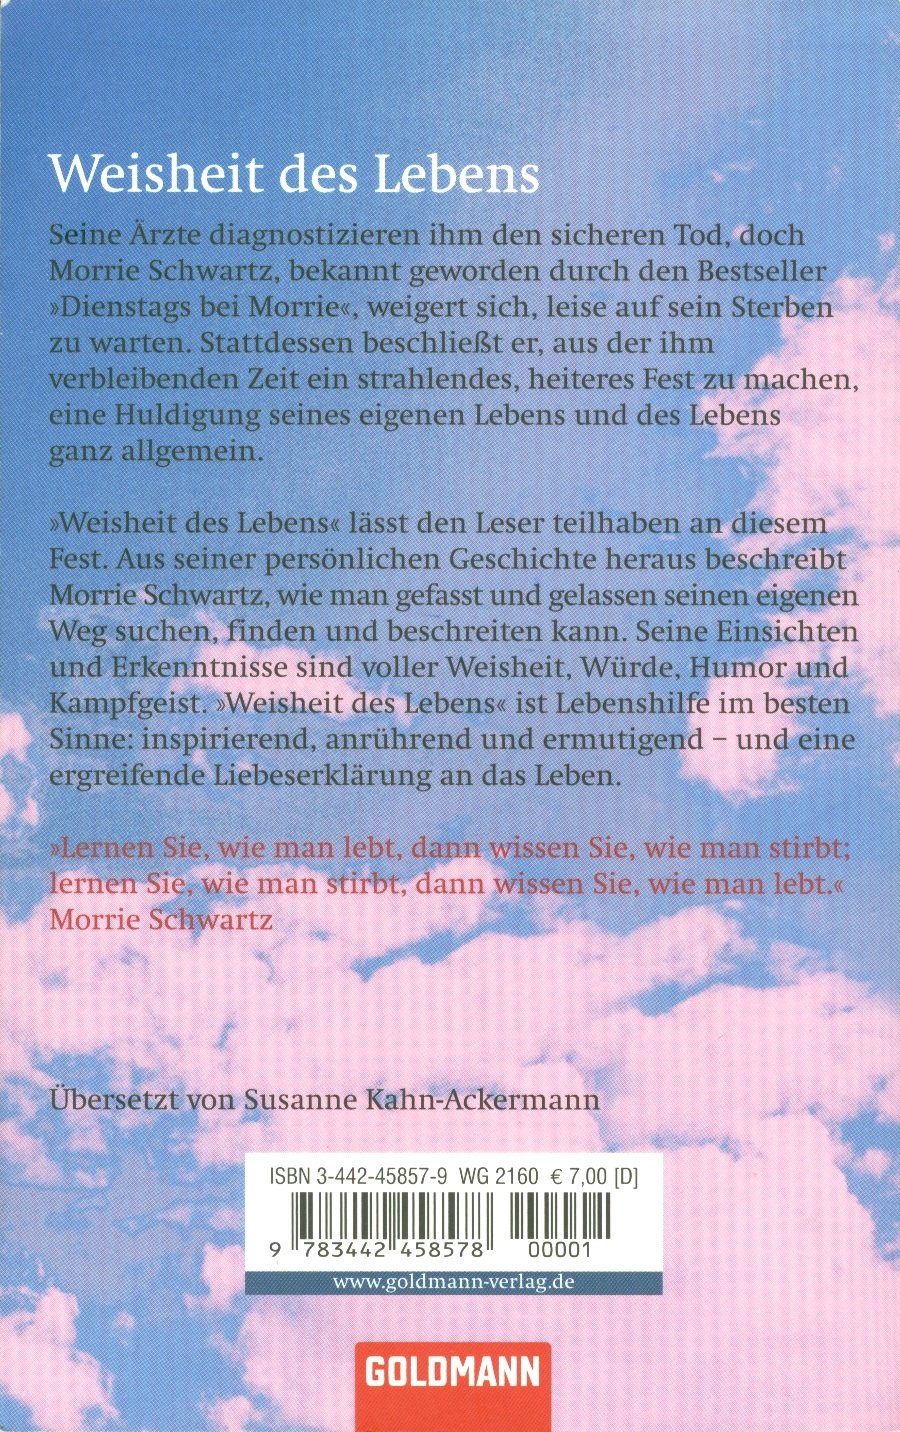 Weisheit des Lebens
Seine Ärzte diagnostizieren ihm den sicheren Tod, doch
Morrie Schwartz, bekannt geworden durch den Bestseller
»Dienstags bei Morrie«, weigert sich, leise auf sein Sterben
zu warten. Stattdessen beschließt er, aus der ihm
verbleibenden Zeit ein strahlendes, heiteres Fest zu machen,
eine Huldigung seines eigenen Lebens und des Lebens
ganz allgemein.
»Weisheit des Lebens« lässt den Leser teilhaben an diesem
Fest. Aus seiner persönlichen Geschichte heraus beschreibt
Morrie Schwartz, wie man gefasst und gelassen seinen eigenen
Weg suchen, finden und beschreiten kann. Seine Einsichten
und Erkenntnisse sind voller Weisheit, Würde, Humor und
Kampfgeist. »Weisheit des Lebens« ist Lebenshilfe im besten
Sinne: inspirierend, anrührend und ermutigend – und eine
ergreifende Liebeserklärung an das Leben.
»Lernen Sie, wie man lebt, dann wissen Sie, wie man stirbt;
lernen Sie, wie man stirbt, dann wissen Sie, wie man lebt.«
Morrie Schwartz
Übersetzt von Susanne Kahn-Ackermann
ISBN 3-442-45857-9 WG 2160 € 7,00 [D]
9 783442 458578 00001
www.goldmann-verlag.de
GOLDMANN